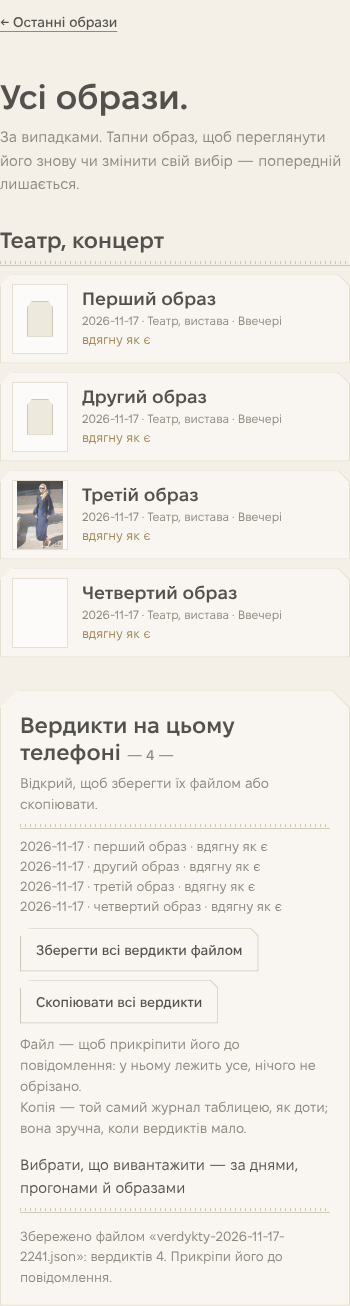 ← Останні образи
Усі образи.
За випадками. Тапни образ, щоб переглянути
його знову чи змінити свій вибір — попередній
лишається.
Театр, концерт
Перший образ
2026-11-17 · Театр, вистава · Ввечері
вдягну як є
Другий образ
2026-11-17 · Театр, вистава · Ввечері
вдягну як є
Третій образ
2026-11-17 · Театр, вистава · Ввечері
вдягну як є
Четвертий образ
2026-11-17 · Театр, вистава · Ввечері
вдягну як є
Вердикти на цьому
телефоні — 4 —
Відкрий, щоб зберегти їх файлом або
скопіювати.
2026-11-17 · перший образ · вдягну як є
2026-11-17 · другий образ · вдягну як є
2026-11-17 · третій образ · вдягну як є
2026-11-17 · четвертий образ · вдягну як є
Зберегти всі вердикти файлом
Скопіювати всі вердикти
Файл — щоб прикріпити його до
повідомлення: у ньому лежить усе, нічого не
обрізано.
Копія — той самий журнал таблицею, як доти;
вона зручна, коли вердиктів мало.
Вибрати, що вивантажити — за днями,
прогонами й образами
Збережено файлом «verdykty-2026-11-17-
2241.json»: вердиктів 4. Прикріпи його до
повідомлення.